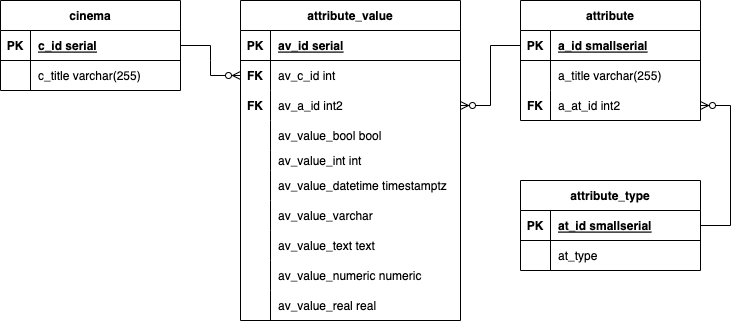 cinema
PK c_id serial
c_title varchar(255)
attribute_value
PK av_id serial
FK av_c_id int
FK av_a_id int2
av_value_bool bool
av_value_int int
av_value_datetime timestamptz
av_value_varchar
av_value_text text
av_value_numeric numeric
av_value_real real
attribute
PK a_id smallserial
a_title varchar(255)
FK a_at_id int2
attribute_type
PK at_id smallserial
at_type